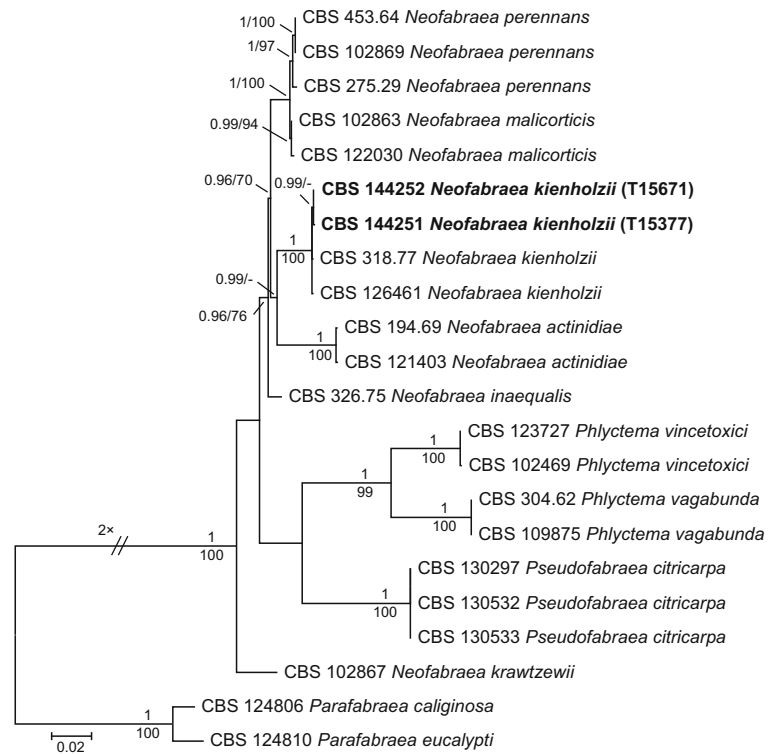 1/100
CBS 453.64 Neofabraea perennans
1/97
CBS 102869 Neofabraea perennans
1/100
CBS 275.29 Neofabraea perennans
CBS 102863 Neofabraea malicorticis
0.99/94
CBS 122030 Neofabraea malicorticis
0.96/70
0.99/-
CBS 144252 Neofabraea kienholzii (T15671)
CBS 144251 Neofabraea kienholzii (T15377)
1
100
CBS 318.77 Neofabraea kienholzii
0.99/-
CBS 126461 Neofabraea kienholzii
0.96/76
CBS 194.69 Neofabraea actinidiae
1
100
CBS 121403 Neofabraea actinidiae
CBS 326.75 Neofabraea inaequalis
CBS 123727 Phlyctema vincetoxici
1
100
CBS 102469 Phlyctema vincetoxici
1
99
CBS 304.62 Phlyctema vagabunda
1
100
CBS 109875 Phlyctema vagabunda
2×
1
100
CBS 130297 Pseudofabraea citricarpa
1
100
CBS 130532 Pseudofabraea citricarpa
CBS 130533 Pseudofabraea citricarpa
CBS 102867 Neofabraea krawtzewii
CBS 124806 Parafabraea caliginosa
1
100
CBS 124810 Parafabraea eucalypti
0.02